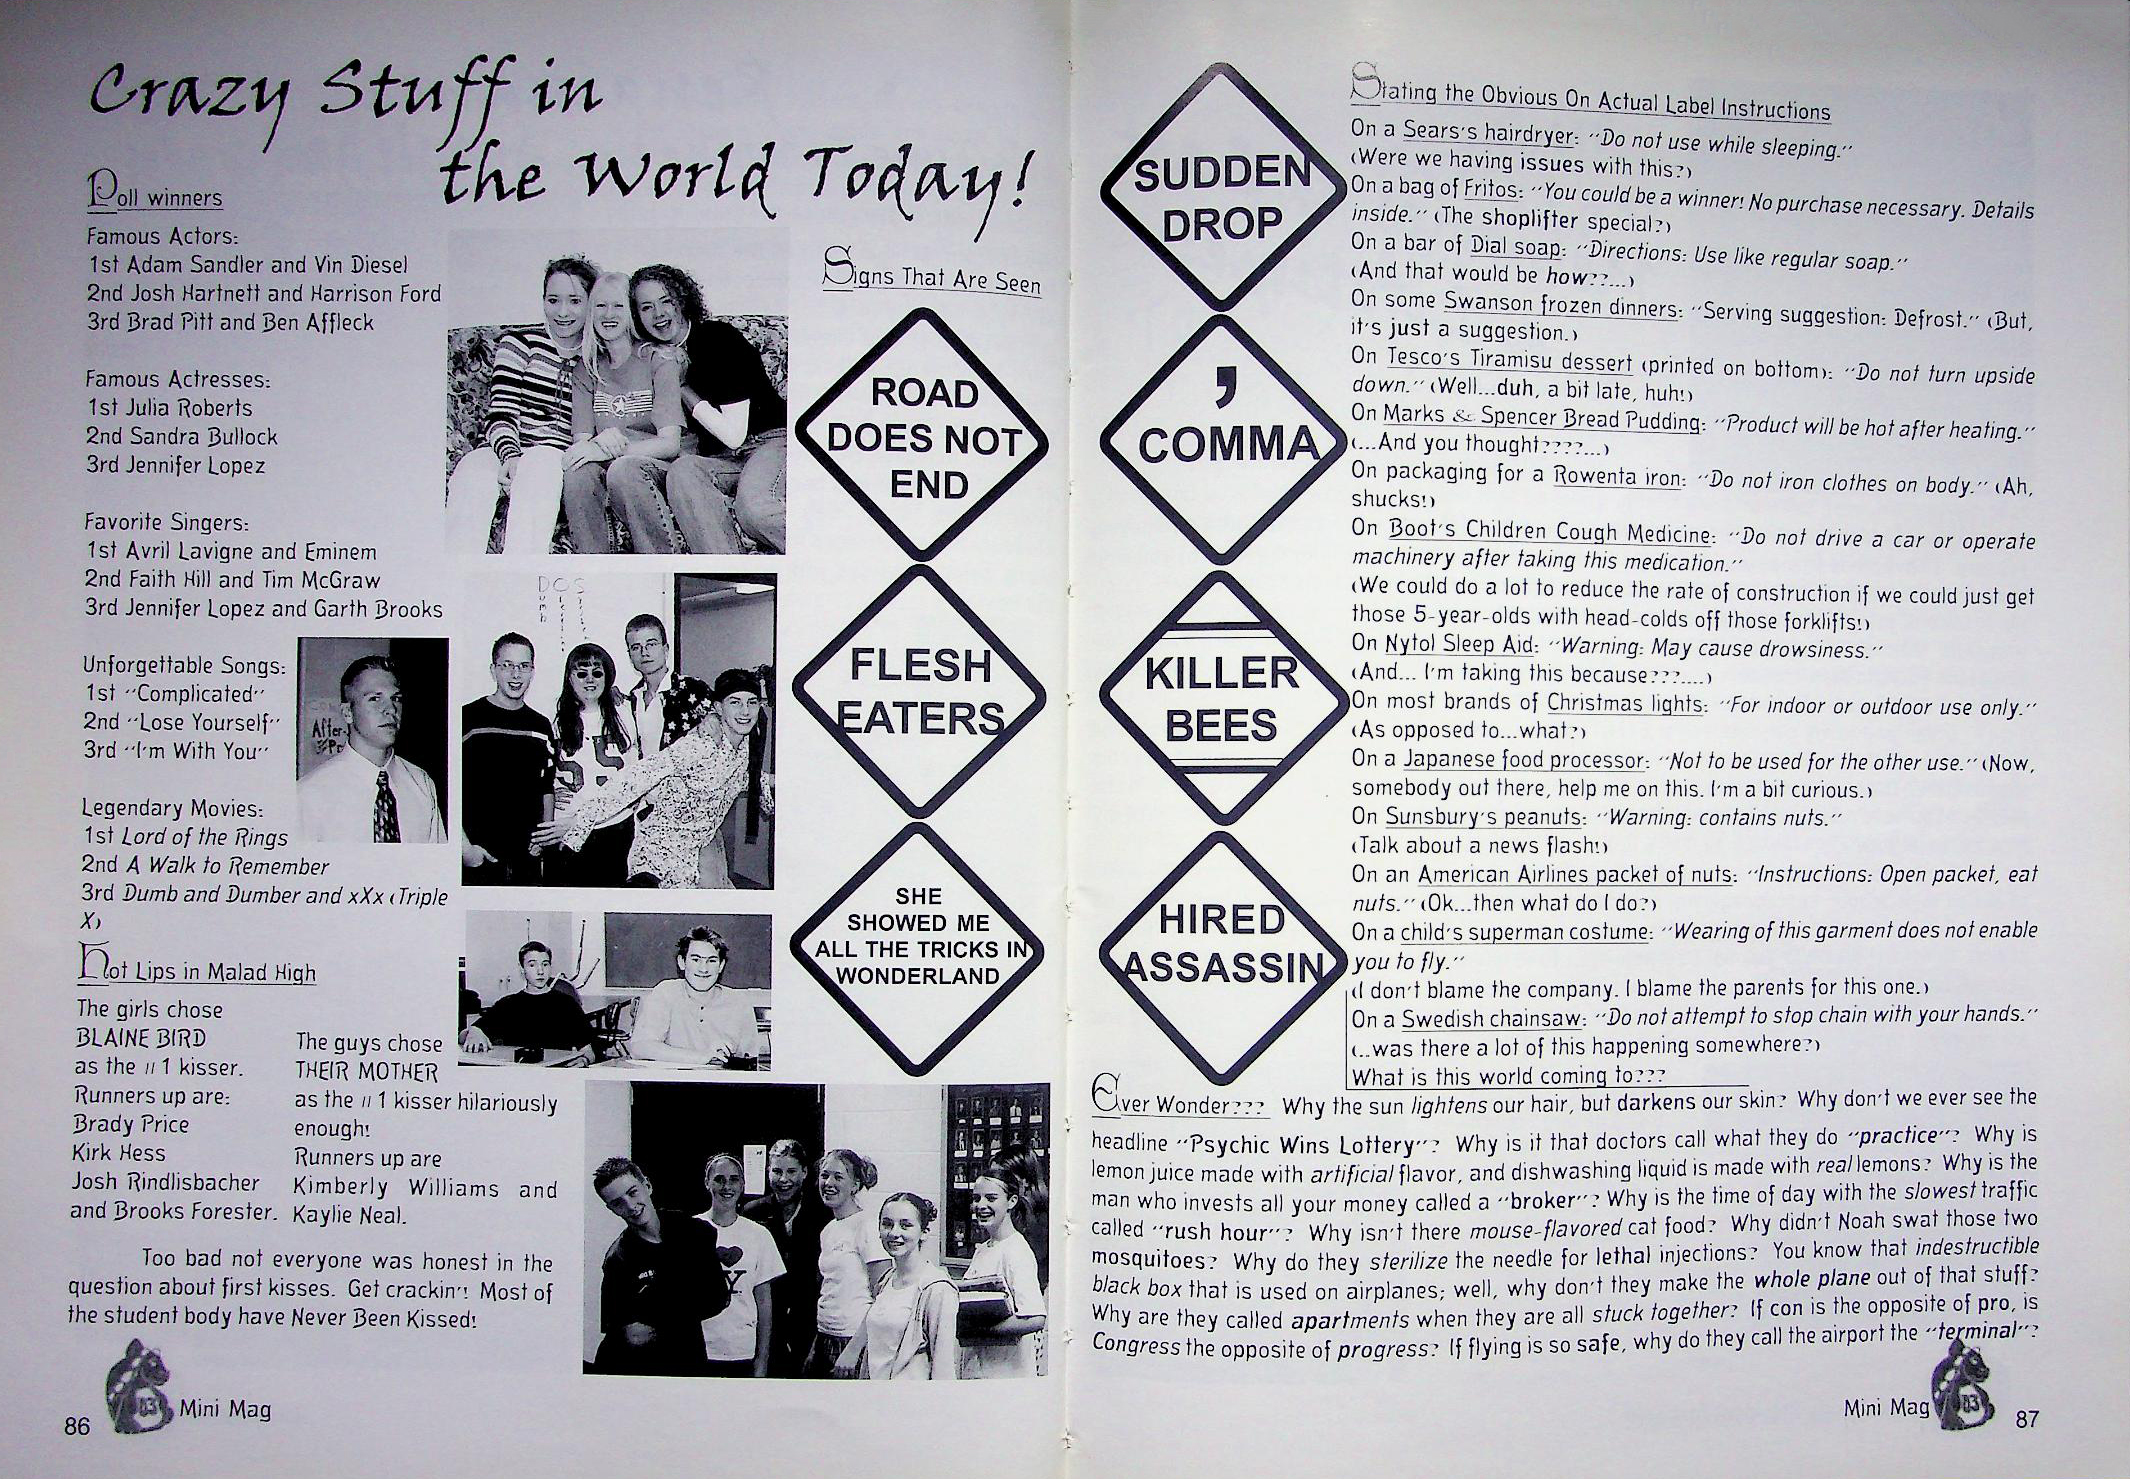 Crazy Stuff in
the World Today!
Poll winners
Famous Actors:
1st Adam Sandler and Vin Diesel
2nd Josh Hartnett and Harrison Ford
3rd Brad Pitt and Ben Affleck
Famous Actresses:
1st Julia Roberts
2nd Sandra Bullock
3rd Jennifer Lopez
Favorite Singers:
1st Avril Lavigne and Eminem
2nd Faith Hill and Tim McGraw
3rd Jennifer Lopez and Garth Brooks
Unforgettable Songs:
1st "Complicated"
2nd "Lose Yourself"
3rd "I'm With You"
Legendary Movies:
1st Lord of the Rings
2nd A Walk to Remember
3rd Dumb and Dumber and xXx (Triple
X)
Hot Lips in Malad High
The girls chose
BLAINE BIRD
as the #1 kisser.
Runners up are:
Brady Price
Kirk Hess
Josh Rindlisbacher
and Brooks Forester.
The guys chose
THEIR MOTHER
as the #1 kisser hilariously
enough!
Runners up are
Kimberly Williams and
Kaylie Neal.
Too bad not everyone was honest in the
question about first kisses. Get crackin'! Most of
the student body have Never Been Kissed!
86
03
Mini Mag
DOS
Dumb
After-
Signs That Are Seen
ROAD
DOES NOT
END
FLESH
EATERS
SHE
SHOWED ME
ALL THE TRICKS IN
WONDERLAND
SUDDEN
DROP
,
COMMA
KILLER
BEES
HIRED
ASSASSIN
Stating the Obvious On Actual Label Instructions
On a Sears's hairdryer: "Do not use while sleeping."
(Were we having issues with this?)
On a bag of Fritos: "You could be a winner! No purchase necessary. Details
inside." (The shoplifter special?)
On a bar of Dial soap: "Directions: Use like regular soap."
(And that would be how??...)
On some Swanson frozen dinners: "Serving suggestion: Defrost." (But,
it's just a suggestion.)
On Tesco's Tiramisu dessert (printed on bottom): "Do not turn upside
down." (Well...duh, a bit late, huh!)
On Marks & Spencer Bread Pudding: "Product will be hot after heating."
(...And you thought????...)
On packaging for a Rowenta iron: "Do not iron clothes on body." (Ah,
shucks!)
On Boot's Children Cough Medicine: "Do not drive a car or operate
machinery after taking this medication."
(We could do a lot to reduce the rate of construction if we could just get
those 5-year-olds with head-colds off those forklifts!)
On Nytol Sleep Aid: "Warning: May cause drowsiness."
(And... I'm taking this because???....)
On most brands of Christmas lights: "For indoor or outdoor use only."
(As opposed to...what?)
On a Japanese food processor: "Not to be used for the other use." (Now,
somebody out there, help me on this. I'm a bit curious.)
On Sunsbury's peanuts: "Warning: contains nuts."
(Talk about a news flash!)
On an American Airlines packet of nuts: "Instructions: Open packet, eat
nuts." (Ok...then what do I do?)
On a child's superman costume: "Wearing of this garment does not enable
you to fly."
(I don't blame the company. I blame the parents for this one.)
On a Swedish chainsaw: "Do not attempt to stop chain with your hands."
(..was there a lot of this happening somewhere?)
What is this world coming to???
Ever Wonder??? Why the sun lightens our hair, but darkens our skin? Why don't we ever see the
headline "Psychic Wins Lottery"? Why is it that doctors call what they do "practice"? Why is
lemon juice made with artificial flavor, and dishwashing liquid is made with real lemons? Why is the
man who invests all your money called a "broker"? Why is the time of day with the slowest traffic
called "rush hour"? Why isn't there mouse-flavored cat food? Why didn't Noah swat those two
mosquitoes? Why do they sterilize the needle for lethal injections? You know that indestructible
black box that is used on airplanes; well, why don't they make the whole plane out of that stuff?
Why are they called apartments when they are all stuck together? If con is the opposite of pro, is
Congress the opposite of progress? If flying is so safe, why do they call the airport the "terminal"?
Mini Mag
03
87